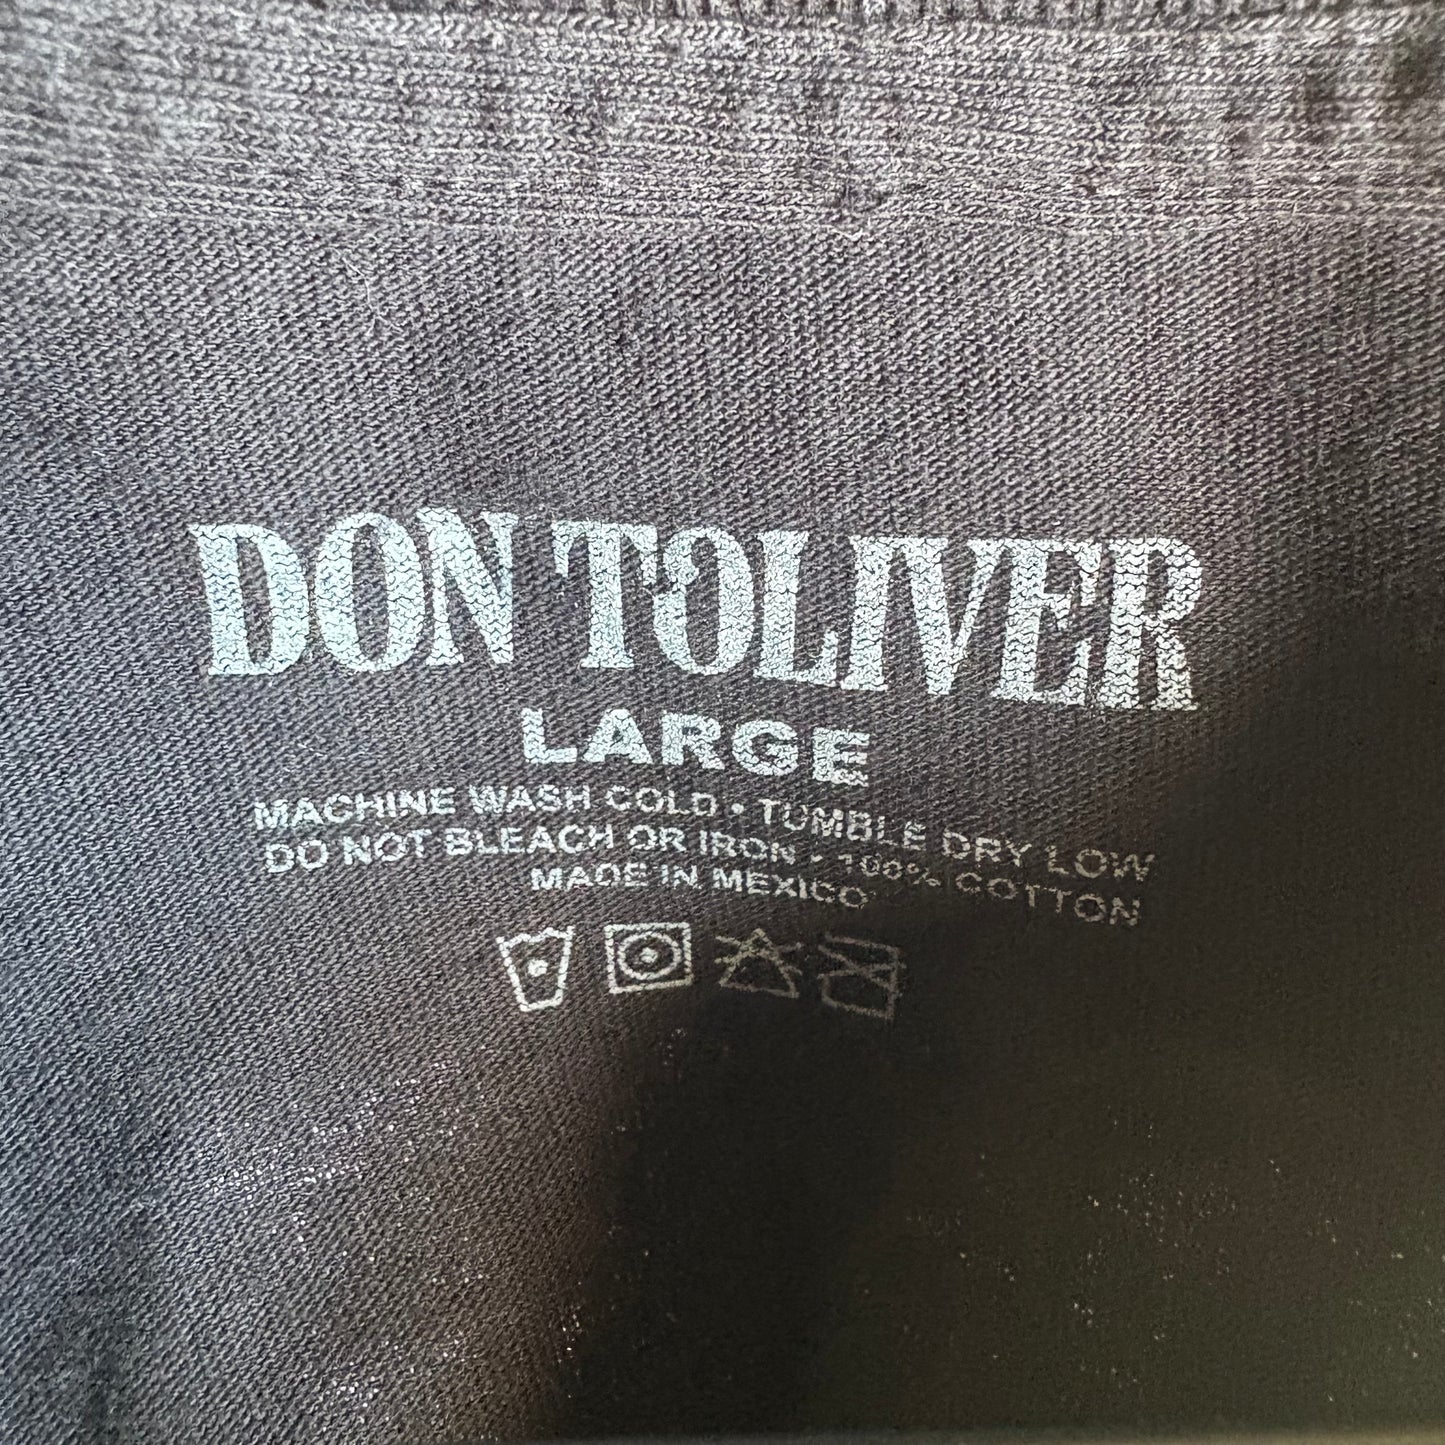 DON TOLIVER
LARGE
MACHINE WASH COLD • TUMBLE DRY LOW
DO NOT BLEACH OR IRON • 100% COTTON
MADE IN MEXICO